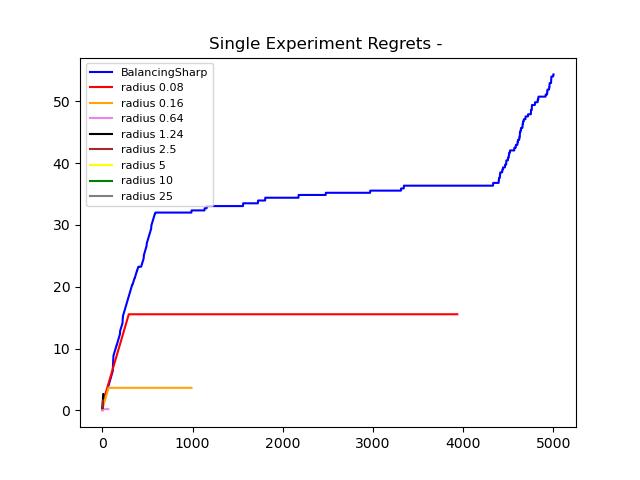 Single Experiment Regrets -
BalancingSharp
radius 0.08
radius 0.16
radius 0.64
radius 1.24
radius 2.5
radius 5
radius 10
radius 25
50
40
30
20
10
0
0 1000 2000 3000 4000 5000